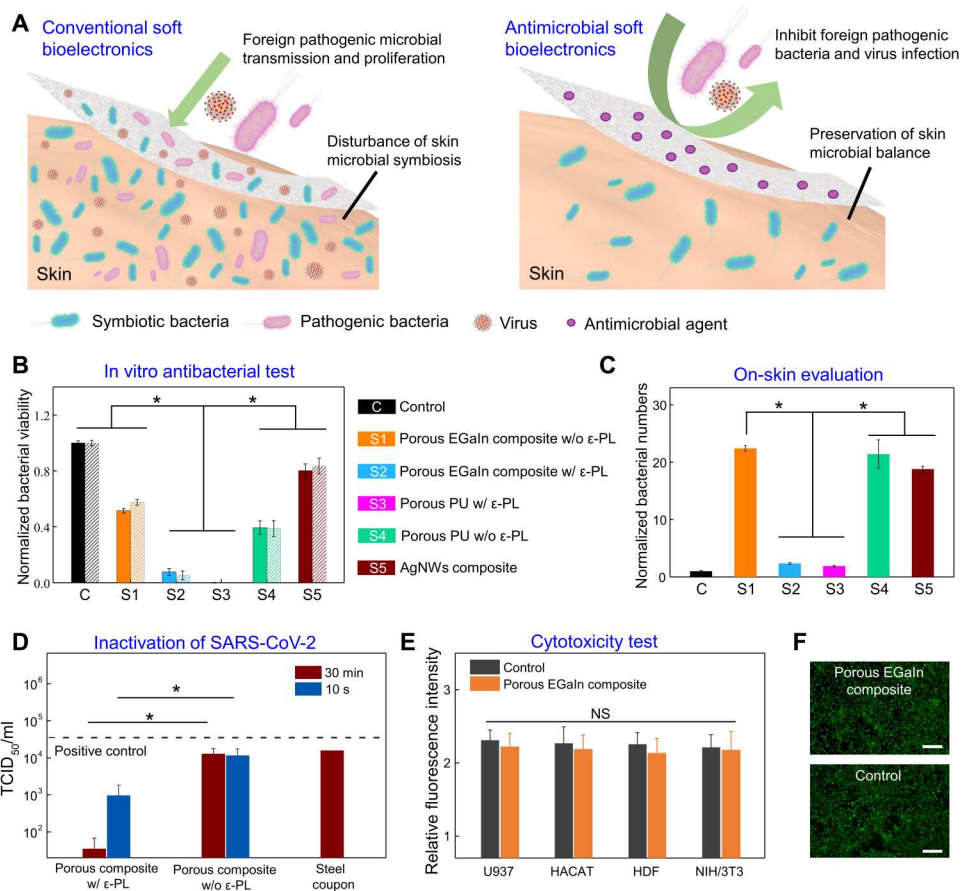 A
Conventional soft
bioelectronics
Foreign pathogenic microbial
transmission and proliferation
Disturbance of skin
microbial symbiosis
Skin
Antimicrobial soft
bioelectronics
Inhibit foreign pathogenic
bacteria and virus infection
Preservation of skin
microbial balance
Skin
Symbiotic bacteria
Pathogenic bacteria
Virus
Antimicrobial agent
B
In vitro antibacterial test
Normalized bacterial viability
1.2
0.8
0.4
0.0
* *
C S1 S2 S3 S4 S5
C Control
S1 Porous EGaIn composite w/o ε-PL
S2 Porous EGaIn composite w/ ε-PL
S3 Porous PU w/ ε-PL
S4 Porous PU w/o ε-PL
S5 AgNWs composite
C
On-skin evaluation
Normalized bacterial numbers
30
20
10
0
* *
C S1 S2 S3 S4 S5
D
Inactivation of SARS-CoV-2
TCID50/ml
10^6
10^5
10^4
10^3
10^2
30 min
10 s
*
*
Positive control
Porous composite
w/ ε-PL
Porous composite
w/o ε-PL
Steel
coupon
E
Cytotoxicity test
Relative fluorescence intensity
3
2
1
Control
Porous EGaIn composite
NS
U937 HACAT HDF NIH/3T3
F
Porous EGaIn
composite
Control